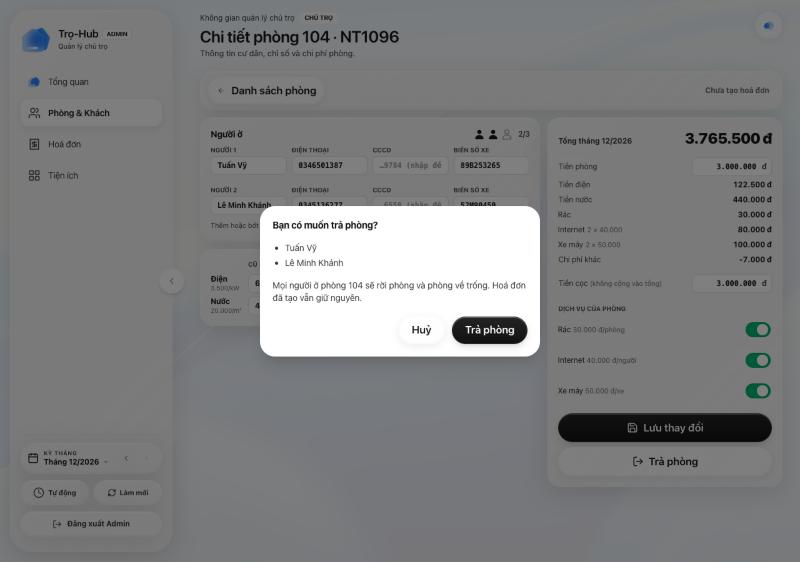 Trọ-Hub ADMIN
Quản lý chủ trọ
Tổng quan
Phòng & Khách
Hoá đơn
Tiện ích
KỲ THÁNG
Tháng 12/2026
Tự động
Làm mới
Đăng xuất Admin
Không gian quản lý chủ trọ CHỦ TRỌ
Chi tiết phòng 104 · NT1096
Thông tin cư dân, chỉ số và chi phí phòng.
← Danh sách phòng
Chưa tạo hoá đơn
Người ở 2/3
NGƯỜI 1 ĐIỆN THOẠI CCCD BIỂN SỐ XE
Tuấn Vỹ 0346501387 …9784 (nhập để 89B253265
NGƯỜI 2 ĐIỆN THOẠI CCCD BIỂN SỐ XE
Lê Minh Khánh
Thêm hoặc bớt
CŨ
Điện
3.500/kW
Nước
20.000/m³
Bạn có muốn trả phòng?
• Tuấn Vỹ
• Lê Minh Khánh
Mọi người ở phòng 104 sẽ rời phòng và phòng về trống. Hoá đơn
đã tạo vẫn giữ nguyên.
Huỷ
Trả phòng
Tổng tháng 12/2026 3.765.500 đ
Tiền phòng 3.000.000 đ
Tiền điện 122.500 đ
Tiền nước 440.000 đ
Rác 30.000 đ
Internet 2 × 40.000 80.000 đ
Xe máy 2 × 50.000 100.000 đ
Chi phí khác -7.000 đ
Tiền cọc (không cộng vào tổng) 3.000.000 đ
DỊCH VỤ CỦA PHÒNG
Rác 30.000 đ/phòng
Internet 40.000 đ/người
Xe máy 50.000 đ/xe
Lưu thay đổi
Trả phòng